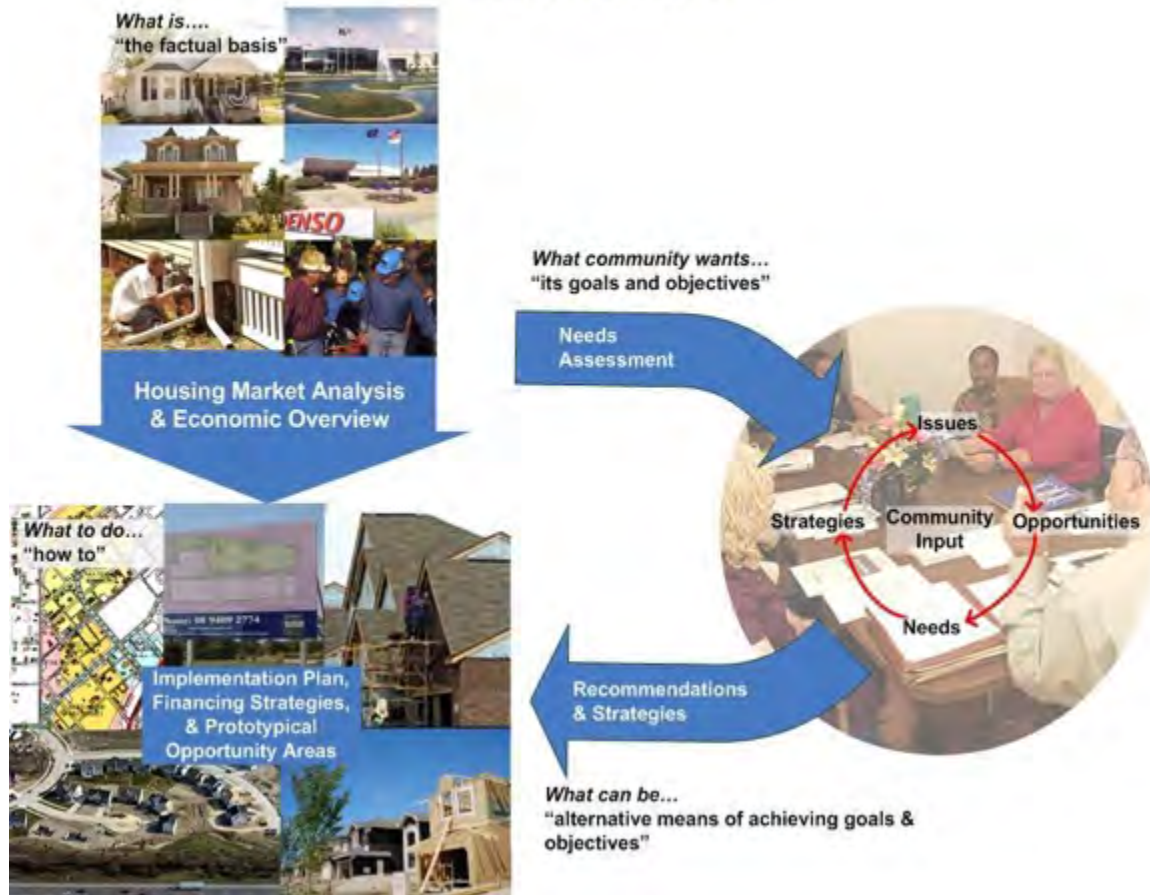 What is....
"the factual basis"
ENSO
Housing Market Analysis
& Economic Overview
What community wants...
"its goals and objectives"
Needs
Assessment
Issues
Strategies
Community
Input
Opportunities
Needs
What to do...
"how to"
Implementation Plan,
Financing Strategies,
& Prototypical
Opportunity Areas
Recommendations
& Strategies
What can be...
"alternative means of achieving goals &
objectives"